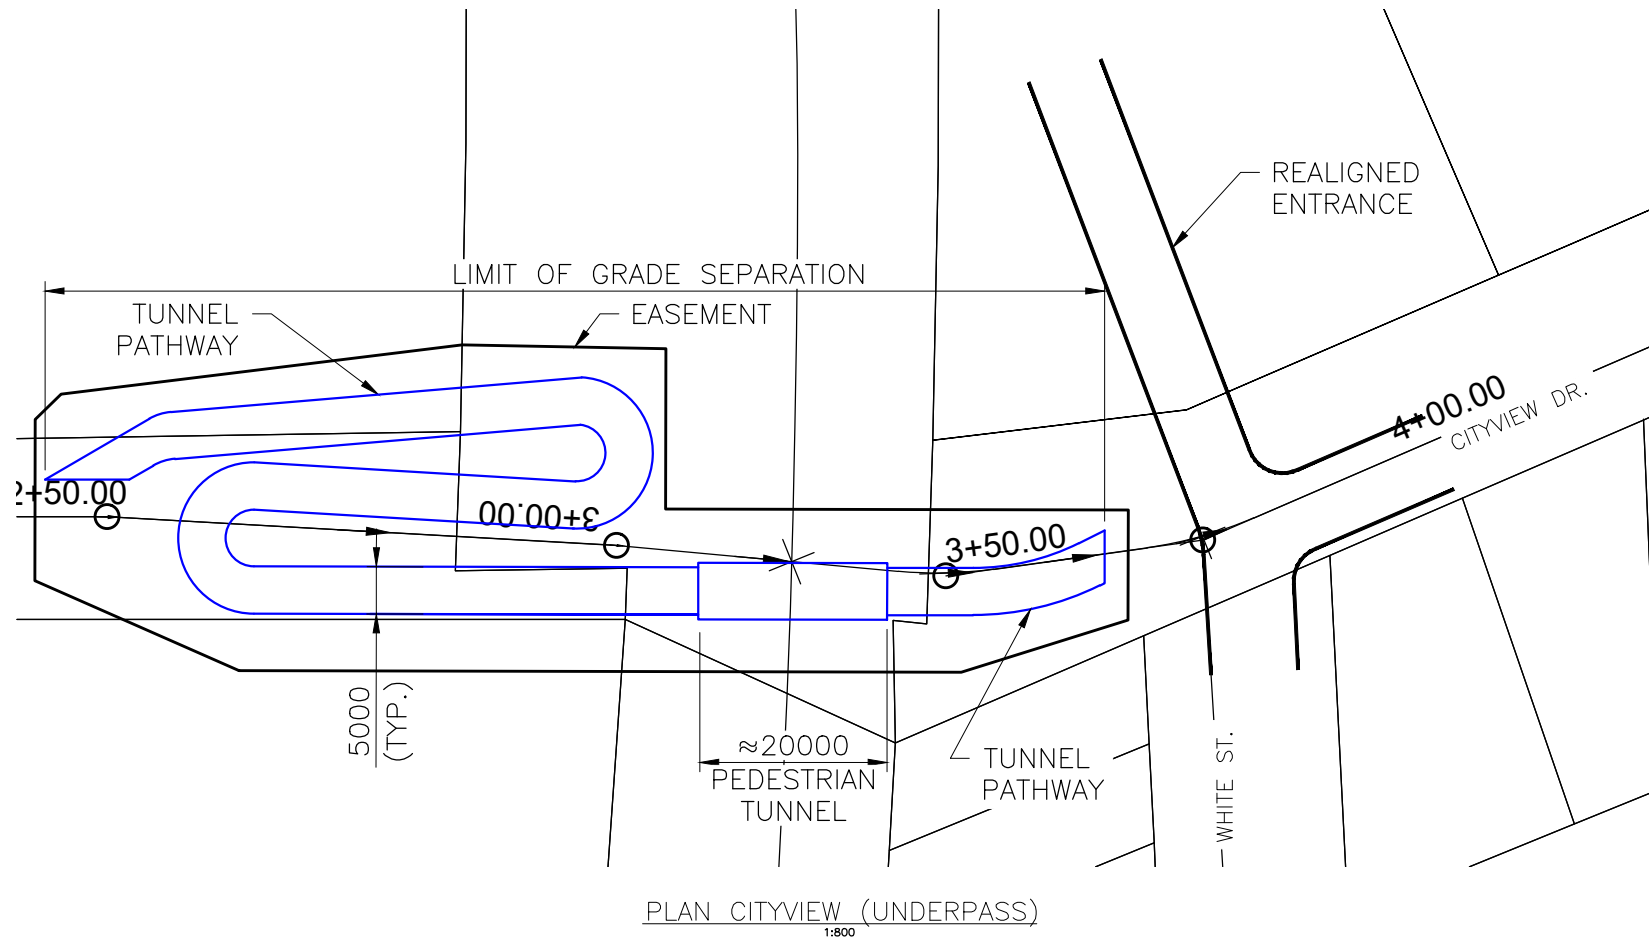 REALIGNED
ENTRANCE
LIMIT OF GRADE SEPARATION
TUNNEL
PATHWAY
EASEMENT
4+00.00
CITYVIEW DR.
2+50.00
3+00.00
3+50.00
5000
(TYP.)
≈20000
PEDESTRIAN
TUNNEL
TUNNEL
PATHWAY
WHITE ST.
PLAN CITYVIEW (UNDERPASS)
1:800